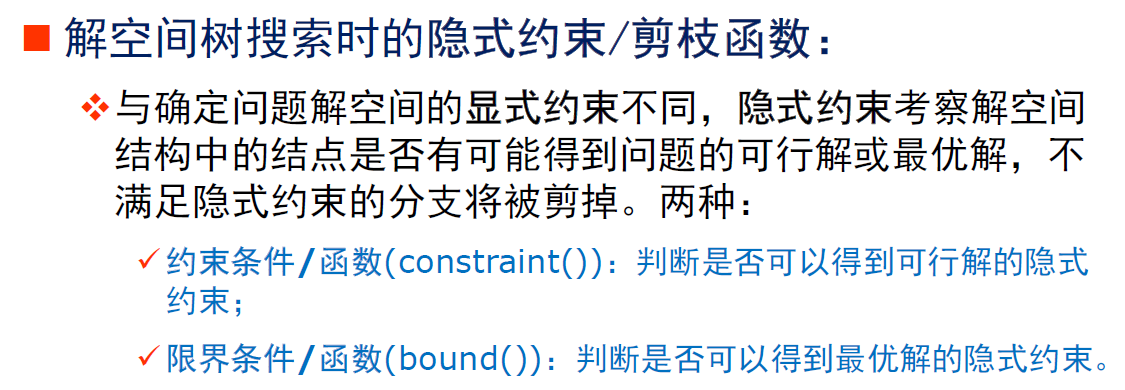 解空间树搜索时的隐式约束/剪枝函数：
与确定问题解空间的显式约束不同，隐式约束考察解空间
结构中的结点是否有可能得到问题的可行解或最优解，不
满足隐式约束的分支将被剪掉。两种：
约束条件/函数(constraint())：判断是否可以得到可行解的隐式
约束；
限界条件/函数(bound())：判断是否可以得到最优解的隐式约束。